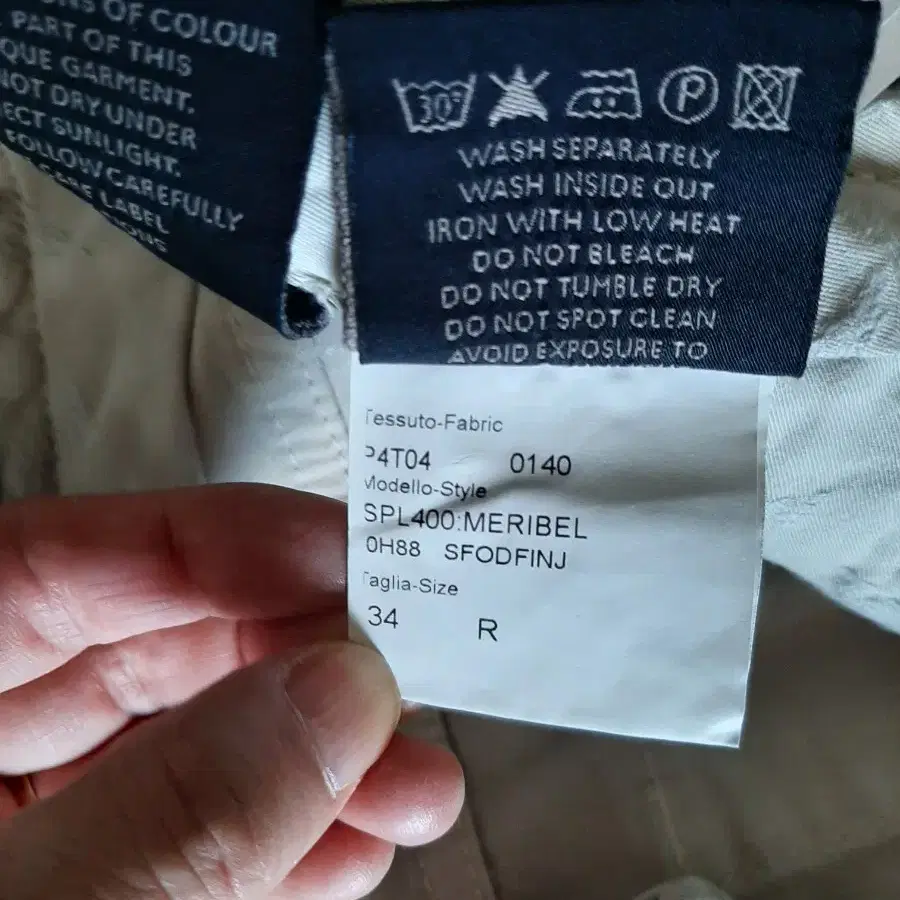 OF COLOUR
PART OF THIS
QUE GARMENT.
NOT DRY UNDER
ECT SUNLIGHT.
FOLLOW CAREFULLY
LABEL
30°
P
WASH SEPARATELY
WASH INSIDE OUT
IRON WITH LOW HEAT
DO NOT BLEACH
DO NOT TUMBLE DRY
DO NOT SPOT CLEAN
AVOID EXPOSURE TO
Tessuto-Fabric
P4T04 0140
Modello-Style
SPL400:MERIBEL
0H88 SFODFINJ
Taglia-Size
34 R